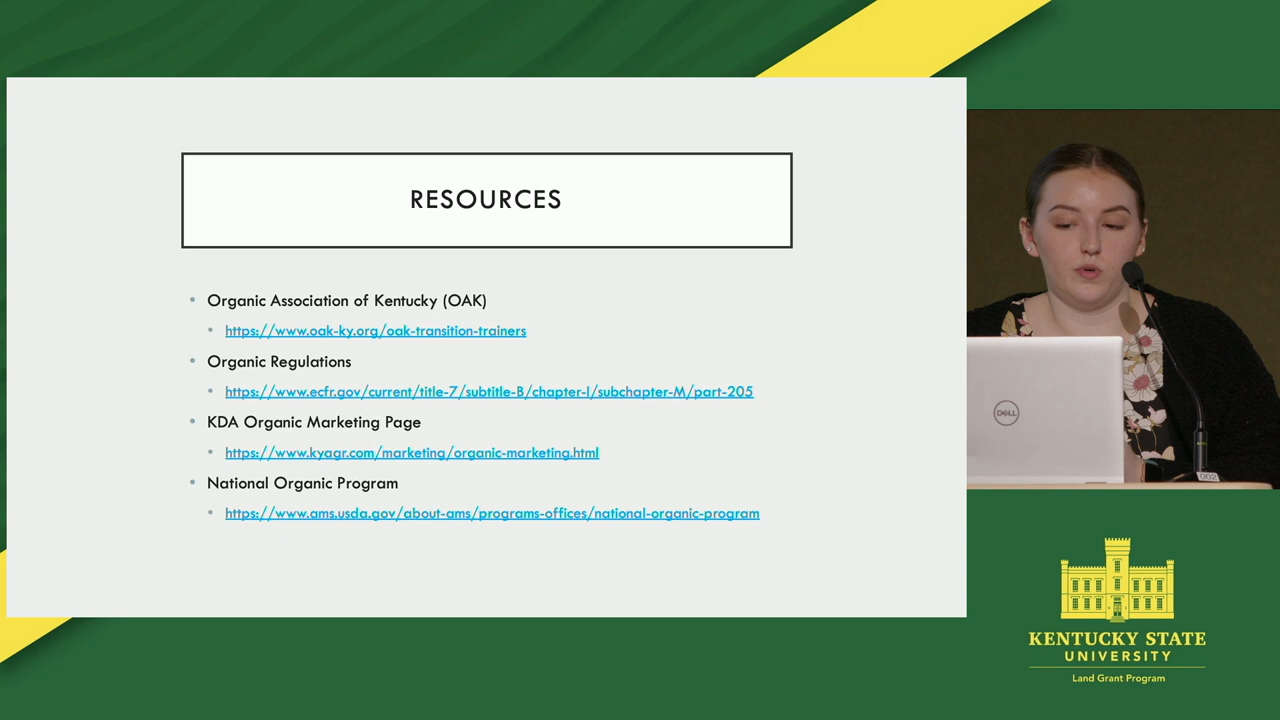 RESOURCES
Organic Association of Kentucky (OAK)
https://www.oak-ky.org/oak-transition-trainers
Organic Regulations
https://www.ecfr.gov/current/title-7/subtitle-B/chapter-I/subchapter-M/part-205
KDA Organic Marketing Page
https://www.kyagr.com/marketing/organic-marketing.html
National Organic Program
https://www.ams.usda.gov/about-ams/programs-offices/national-organic-program
DELL
002
KENTUCKY STATE
UNIVERSITY
Land Grant Program